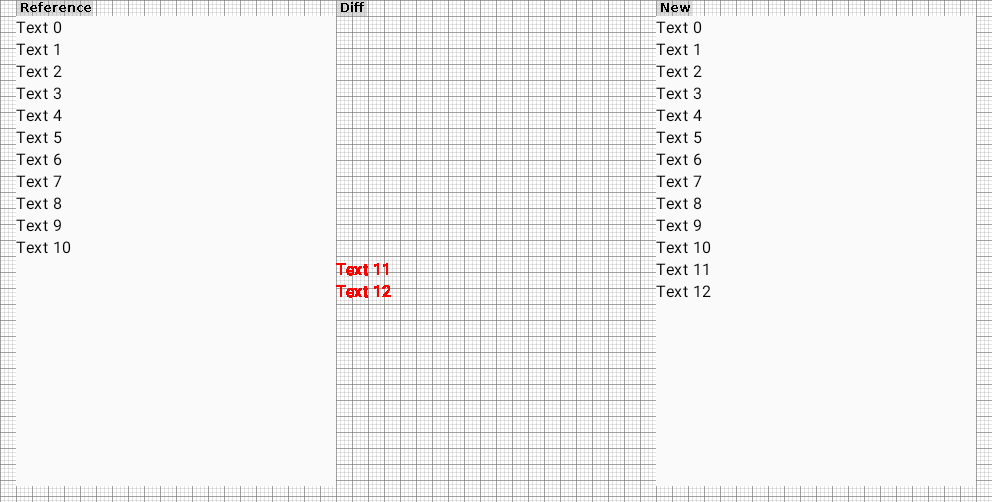 Reference
Text 0
Text 1
Text 2
Text 3
Text 4
Text 5
Text 6
Text 7
Text 8
Text 9
Text 10
Diff
Text 11
Text 12
New
Text 0
Text 1
Text 2
Text 3
Text 4
Text 5
Text 6
Text 7
Text 8
Text 9
Text 10
Text 11
Text 12